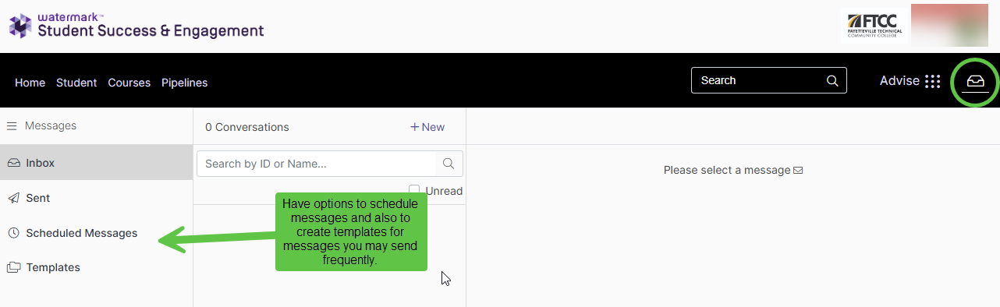 watermark™
Student Success & Engagement
FTCC
FAYETTEVILLE TECHNICAL
COMMUNITY COLLEGE
Home Student Courses Pipelines Search Advise
Messages
0 Conversations
+ New
Inbox
Search by ID or Name...
Please select a message
Unread
Sent
Scheduled Messages
Templates
Have options to schedule
messages and also to
create templates for
messages you may send
frequently.